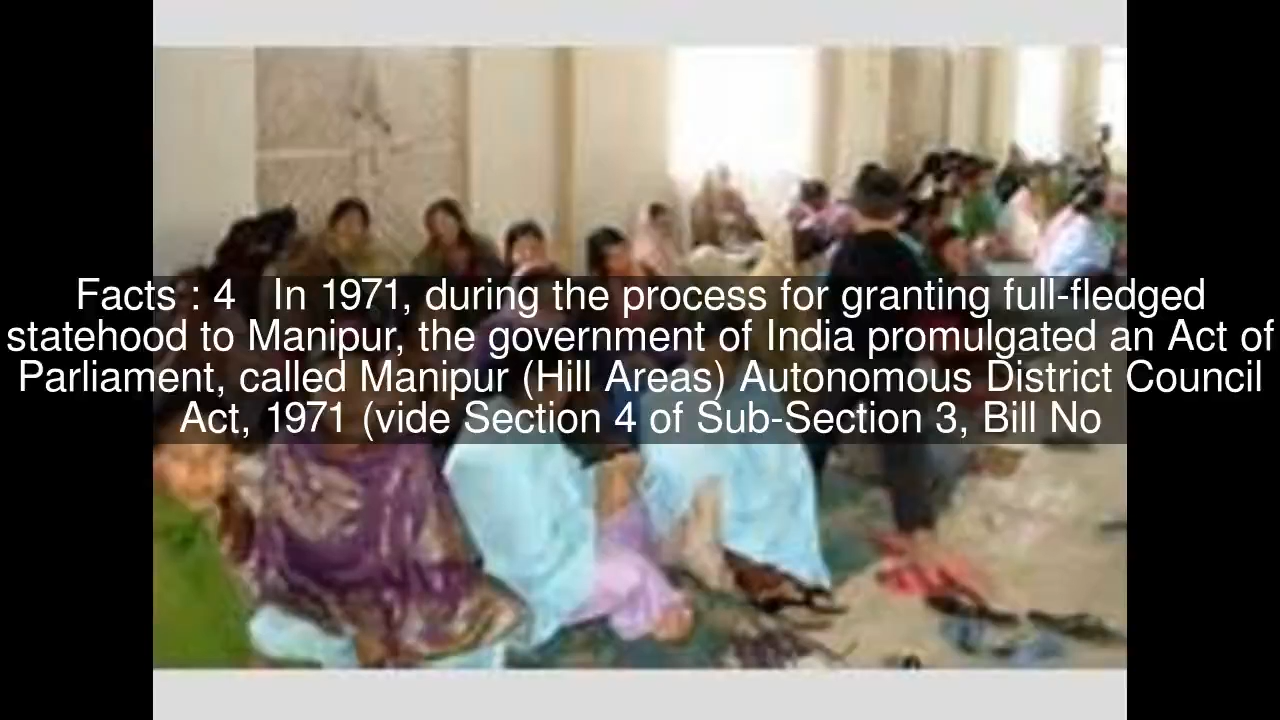 Facts : 4   In 1971, during the process for granting full-fledged
statehood to Manipur, the government of India promulgated an Act of
Parliament, called Manipur (Hill Areas) Autonomous District Council
Act, 1971 (vide Section 4 of Sub-Section 3, Bill No